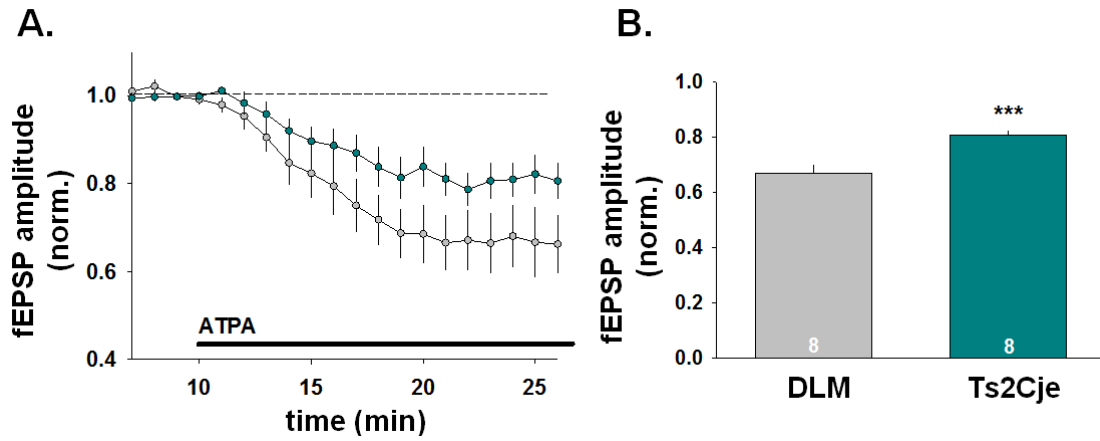 A.
fEPSP amplitude
(norm.)
1.0
0.8
0.6
0.4
ATPA
10
15
20
25
time (min)
B.
fEPSP amplitude
(norm.)
1.0
0.8
0.6
0.4
0.2
0.0
***
8
8
DLM
Ts2Cje